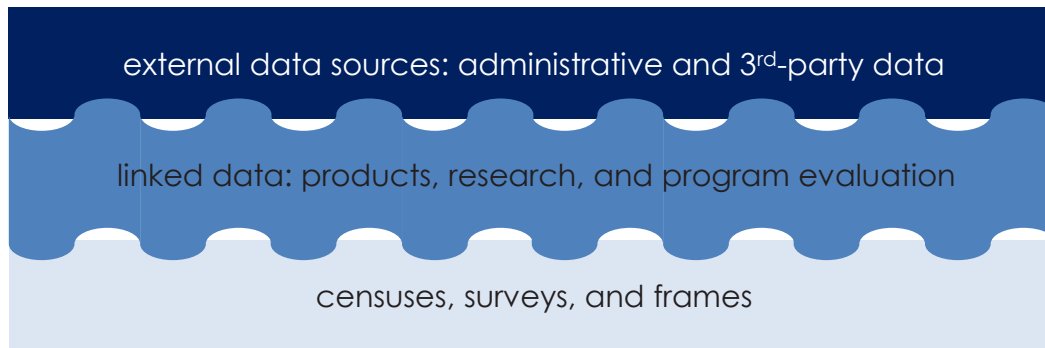 external data sources: administrative and 3rd-party data
linked data: products, research, and program evaluation
censuses, surveys, and frames